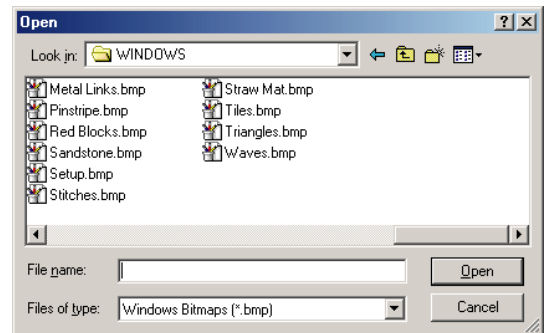 Open
Look in: WINDOWS
Metal Links.bmp
Pinstripe.bmp
Red Blocks.bmp
Sandstone.bmp
Setup.bmp
Stitches.bmp
Straw Mat.bmp
Tiles.bmp
Triangles.bmp
Waves.bmp
File name:
Open
Files of type: Windows Bitmaps (*.bmp)
Cancel